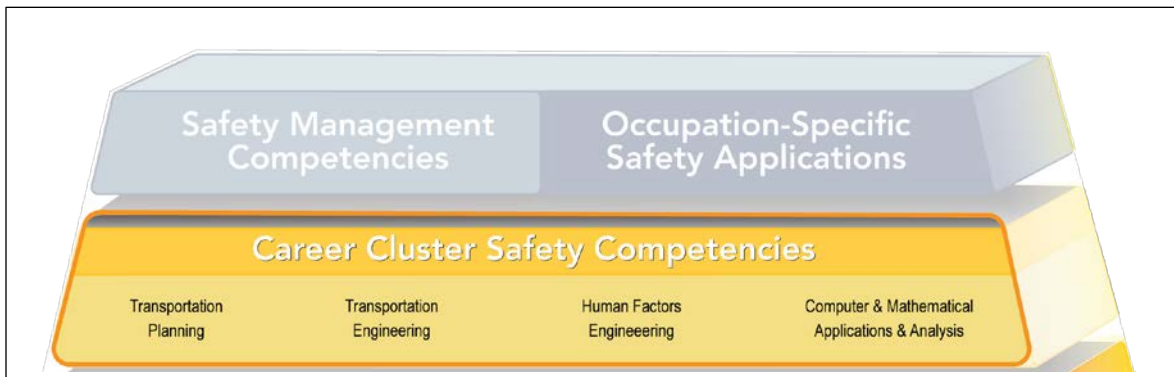 Safety Management
Competencies
Occupation-Specific
Safety Applications
Career Cluster Safety Competencies
Transportation
Planning
Transportation
Engineering
Human Factors
Engineeering
Computer & Mathematical
Applications & Analysis